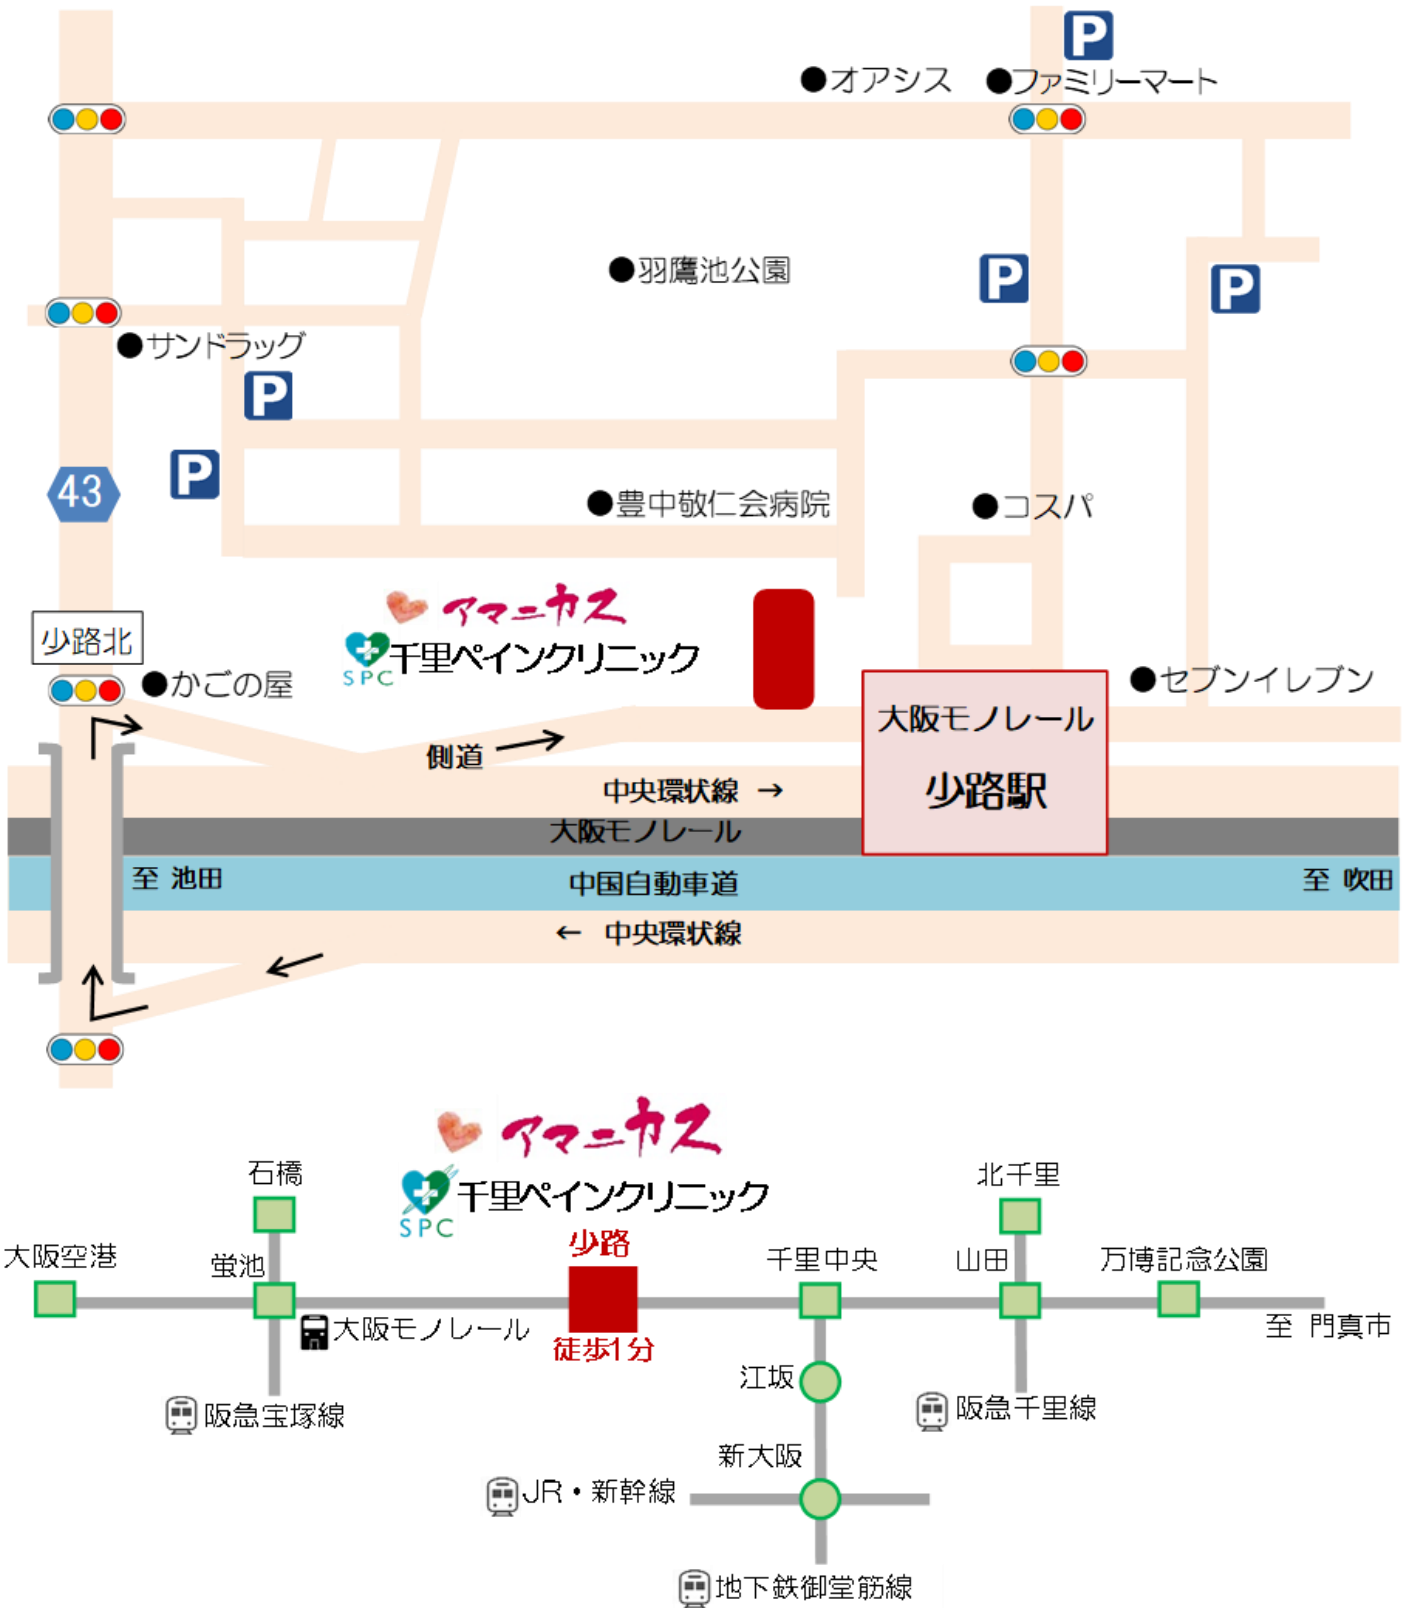 P
●オアシス
●ファミリーマート
●羽鷹池公園
P
P
●サンドラッグ
P
P
43
●豊中敬仁会病院
●コスパ
アマニカス
少路北
SPC
千里ペインクリニック
●かごの屋
●セブンイレブン
大阪モノレール
少路駅
側道
中央環状線 →
大阪モノレール
至 池田
中国自動車道
至 吹田
← 中央環状線
アマニカス
SPC
千里ペインクリニック
石橋
北千里
大阪空港
蛍池
少路
千里中央
山田
万博記念公園
大阪モノレール
徒歩1分
至 門真市
江坂
阪急宝塚線
阪急千里線
新大阪
JR・新幹線
地下鉄御堂筋線